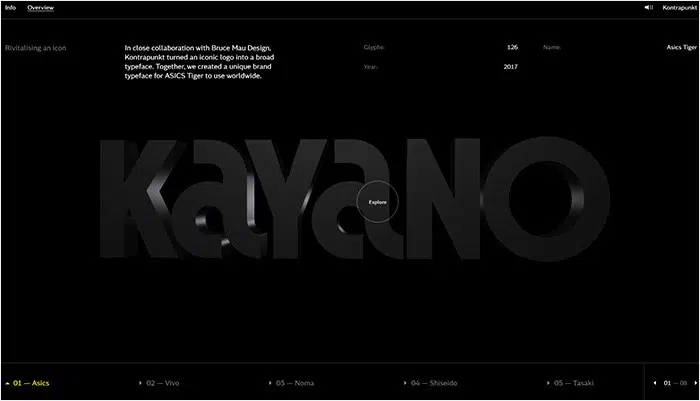 Info Overview Kontrapunkt
Rivitalising an icon
In close collaboration with Bruce Mau Design,
Kontrapunkt turned an iconic logo into a broad
typeface. Together, we created a unique brand
typeface for ASICS Tiger to use worldwide.
Glyphs: 126
Year: 2017
Name: Asics Tiger
KaYaNO
Explore
01 — Asics 02 — Vivo 03 — Noma 04 — Shiseido 05 — Tasaki 01 — 08